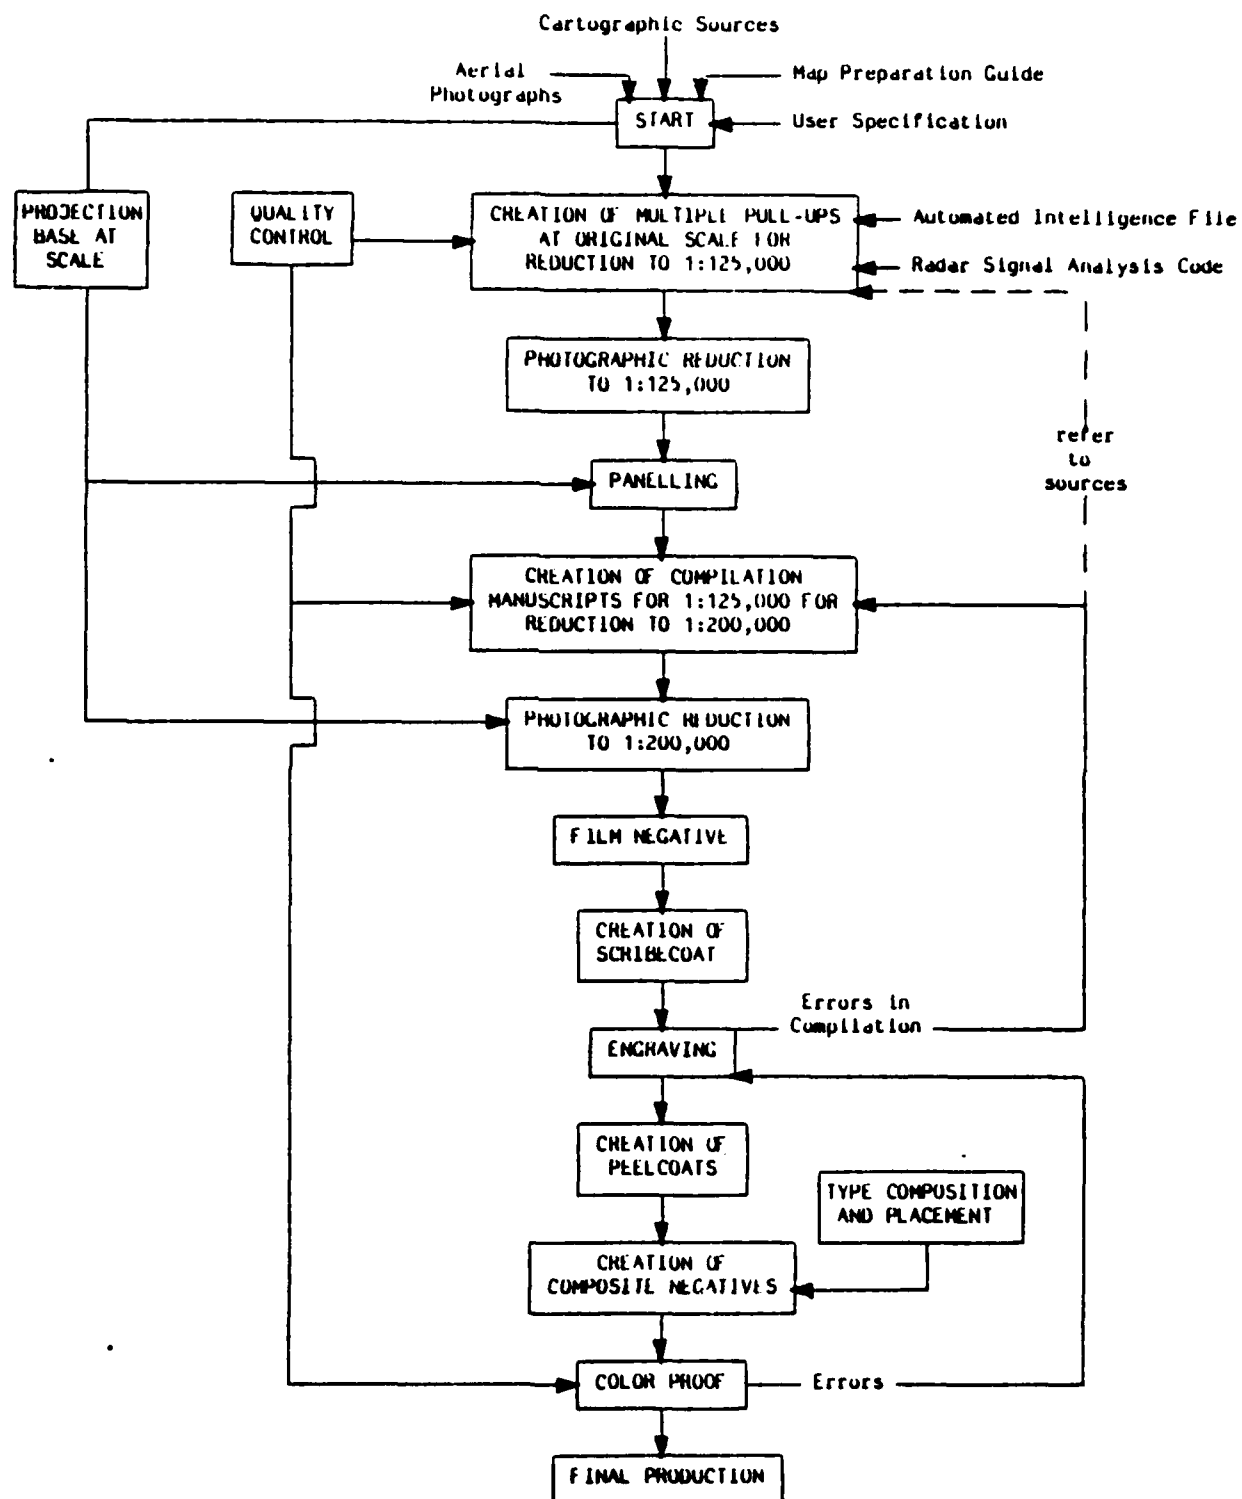 Cartographic Sources
Aerial
Photographs
Map Preparation Guide
START
User Specification
PROJECTION
BASE AT
SCALE
QUALITY
CONTROL
CREATION OF MULTIPLE PULL-UPS
AT ORIGINAL SCALE FOR
REDUCTION TO 1:125,000
Automated Intelligence File
Radar Signal Analysis Code
PHOTOGRAPHIC REDUCTION
TO 1:125,000
refer
to
sources
PANELLING
CREATION OF COMPILATION
MANUSCRIPTS FOR 1:125,000 FOR
REDUCTION TO 1:200,000
PHOTOGRAPHIC REDUCTION
TO 1:200,000
FILM NEGATIVE
CREATION OF
SCRIBECOAT
Errors in
Compilation
ENGRAVING
CREATION OF
PEELCOATS
TYPE COMPOSITION
AND PLACEMENT
CREATION OF
COMPOSITE NEGATIVES
COLOR PROOF
Errors
FINAL PRODUCTION